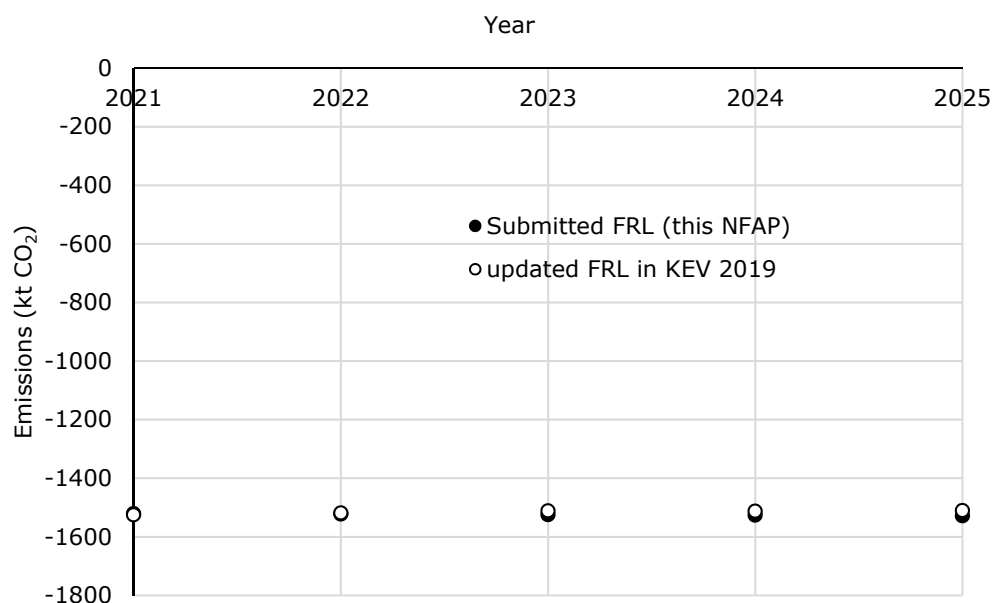 Year
0
2021 2022 2023 2024 2025
-200
-400
-600
-800
-1000
-1200
-1400
-1600
-1800
Emissions (kt CO₂)
Submitted FRL (this NFAP)
updated FRL in KEV 2019